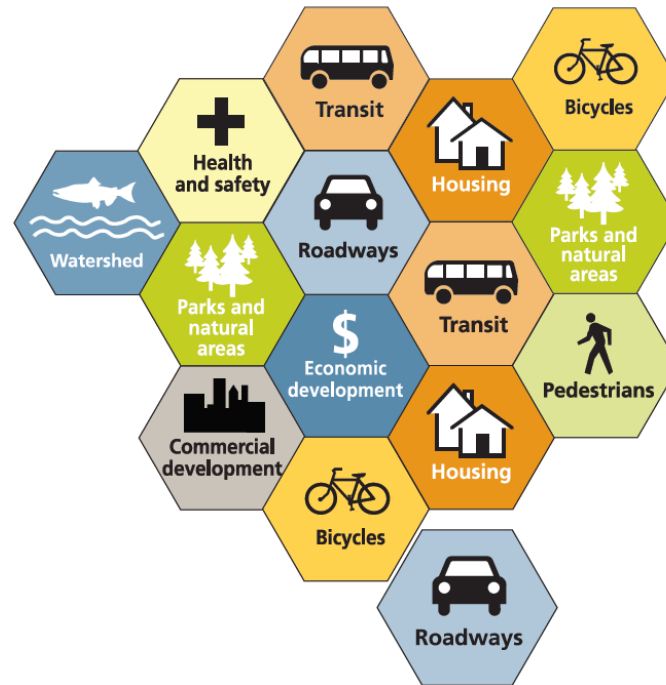 Transit
Bicycles
Health
and safety
Housing
Watershed
Roadways
Parks and
natural
areas
Parks and
natural
areas
Transit
$
Economic
development
Pedestrians
Commercial
development
Housing
Bicycles
Roadways